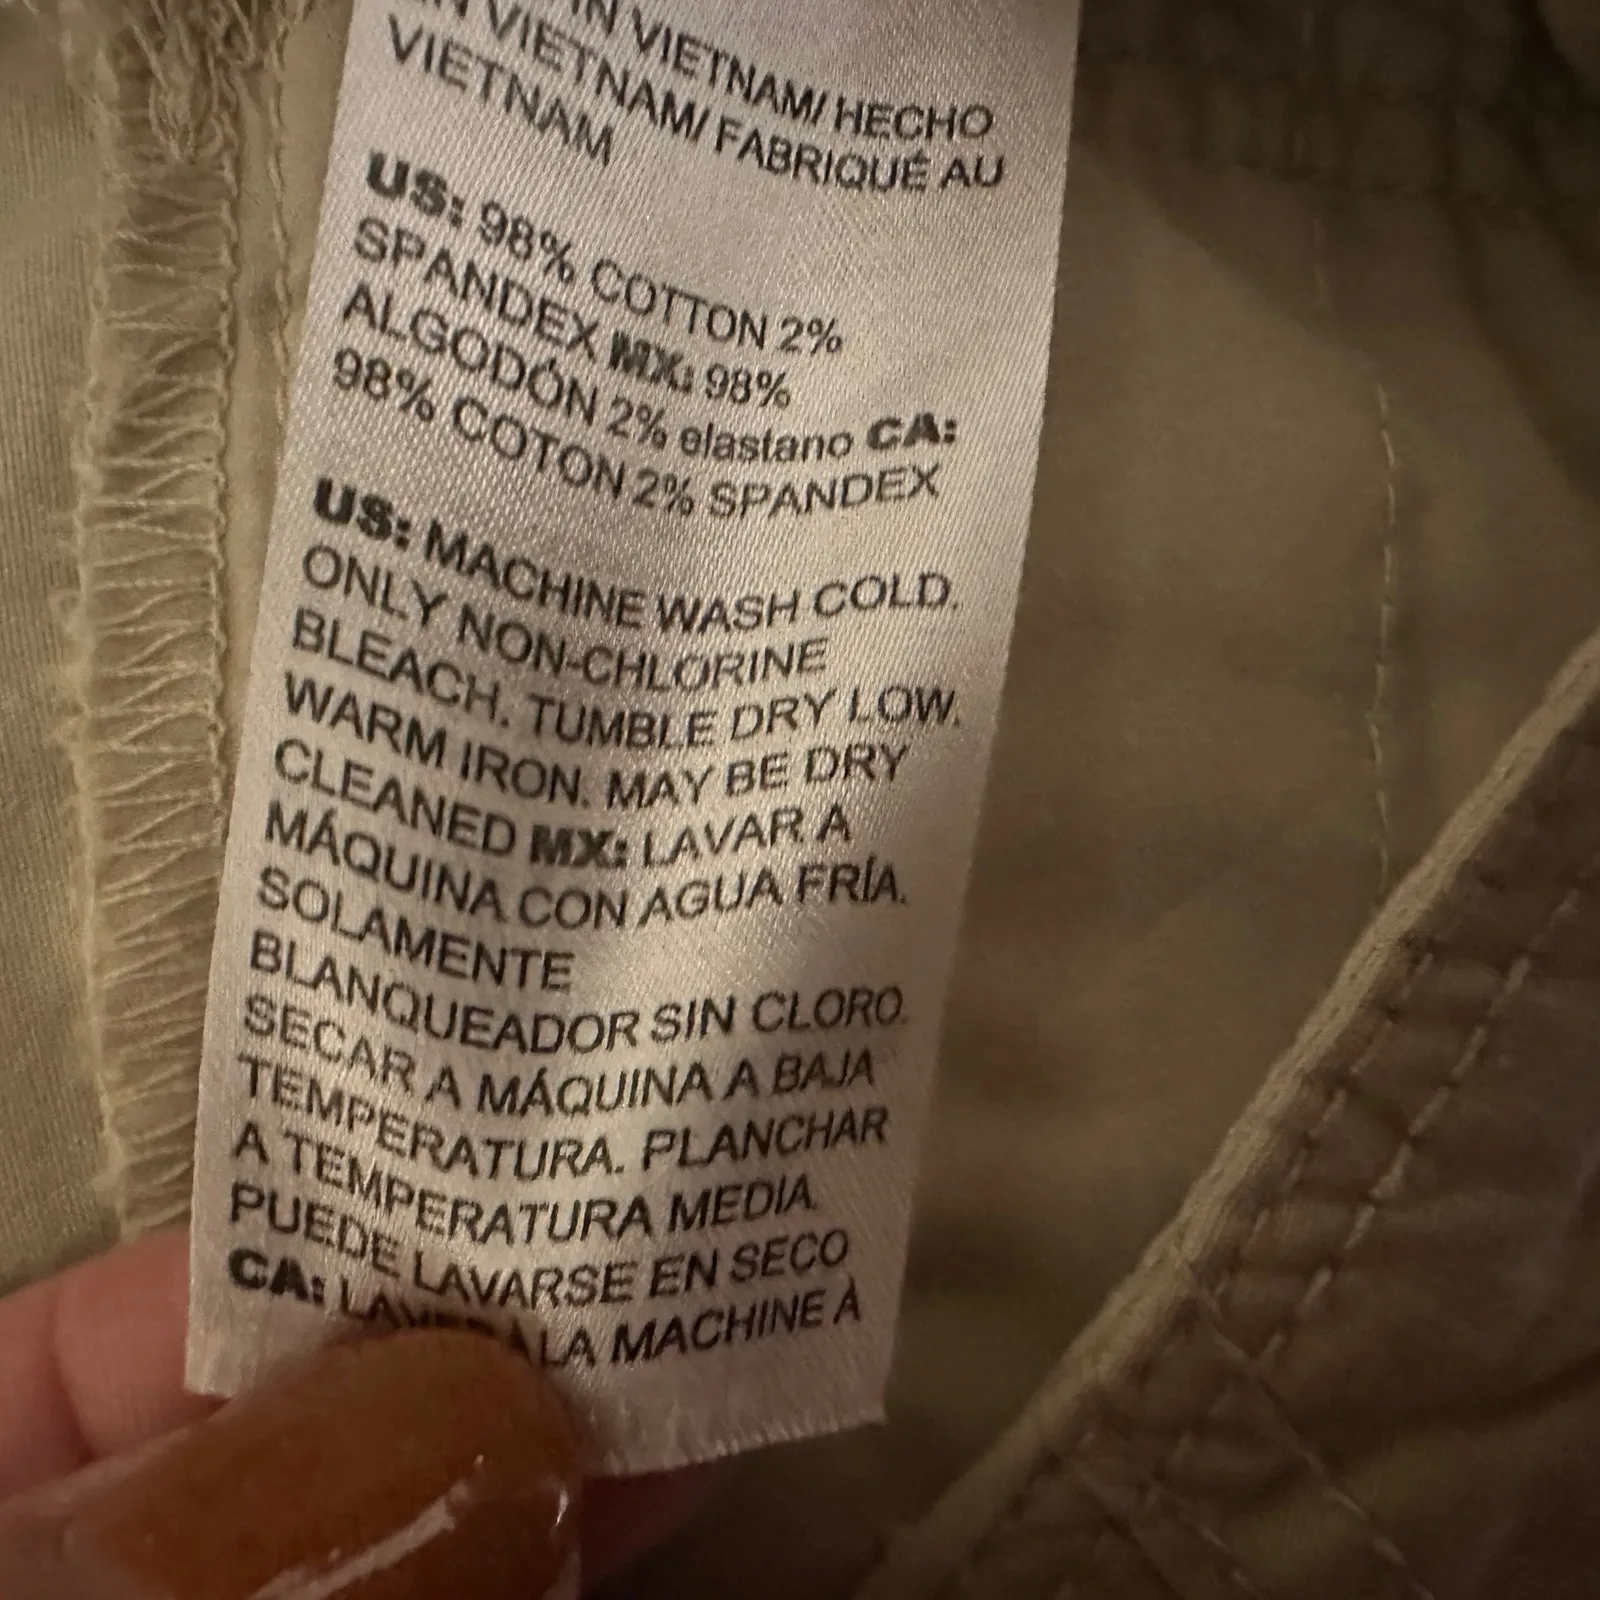 IN VIETNAM/ HECHO
EN VIETNAM/ FABRIQUÉ AU
VIETNAM
US: 98% COTTON 2%
SPANDEX MX: 98%
ALGODÓN 2% elastano CA:
98% COTON 2% SPANDEX
US: MACHINE WASH COLD.
ONLY NON-CHLORINE
BLEACH. TUMBLE DRY LOW.
WARM IRON. MAY BE DRY
CLEANED MX: LAVAR A
MÁQUINA CON AGUA FRÍA.
SOLAMENTE
BLANQUEADOR SIN CLORO.
SECAR A MÁQUINA A BAJA
TEMPERATURA. PLANCHAR
A TEMPERATURA MEDIA.
PUEDE LAVARSE EN SECO
CA: LAVER À LA MACHINE À